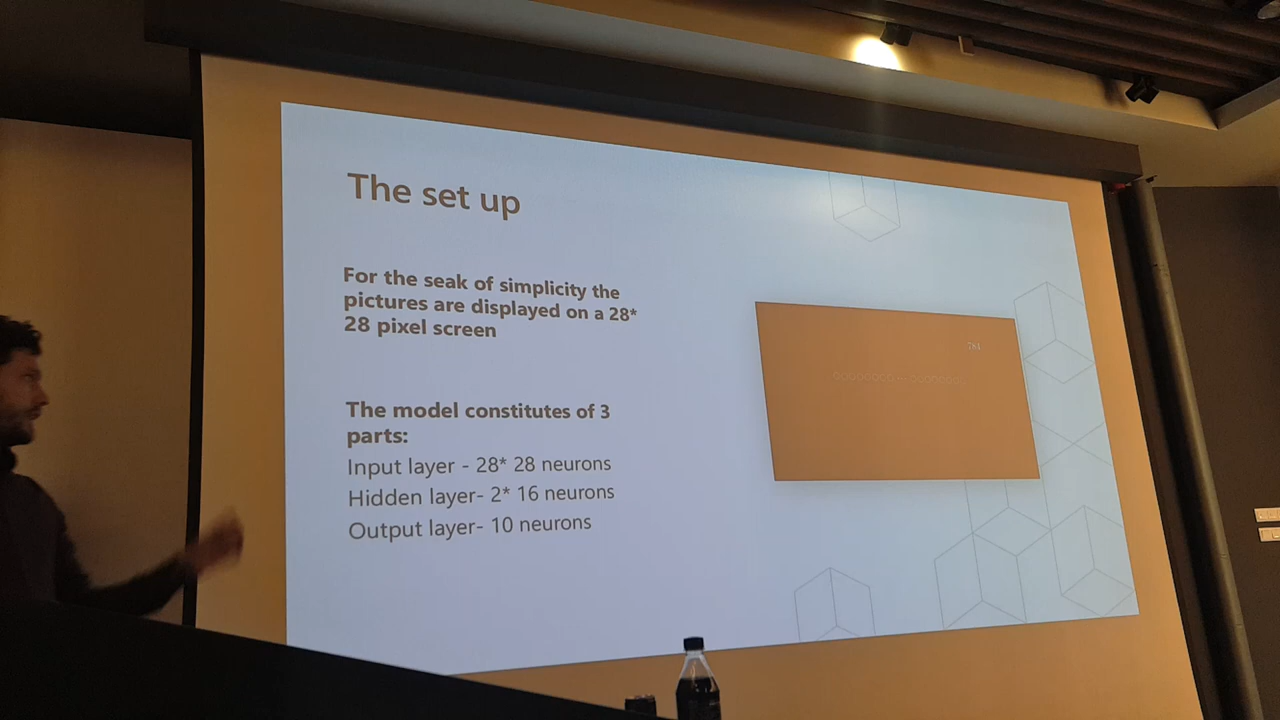 The set up
For the seak of simplicity the
pictures are displayed on a 28*
28 pixel screen
784
The model constitutes of 3
parts:
Input layer - 28* 28 neurons
Hidden layer- 2* 16 neurons
Output layer- 10 neurons